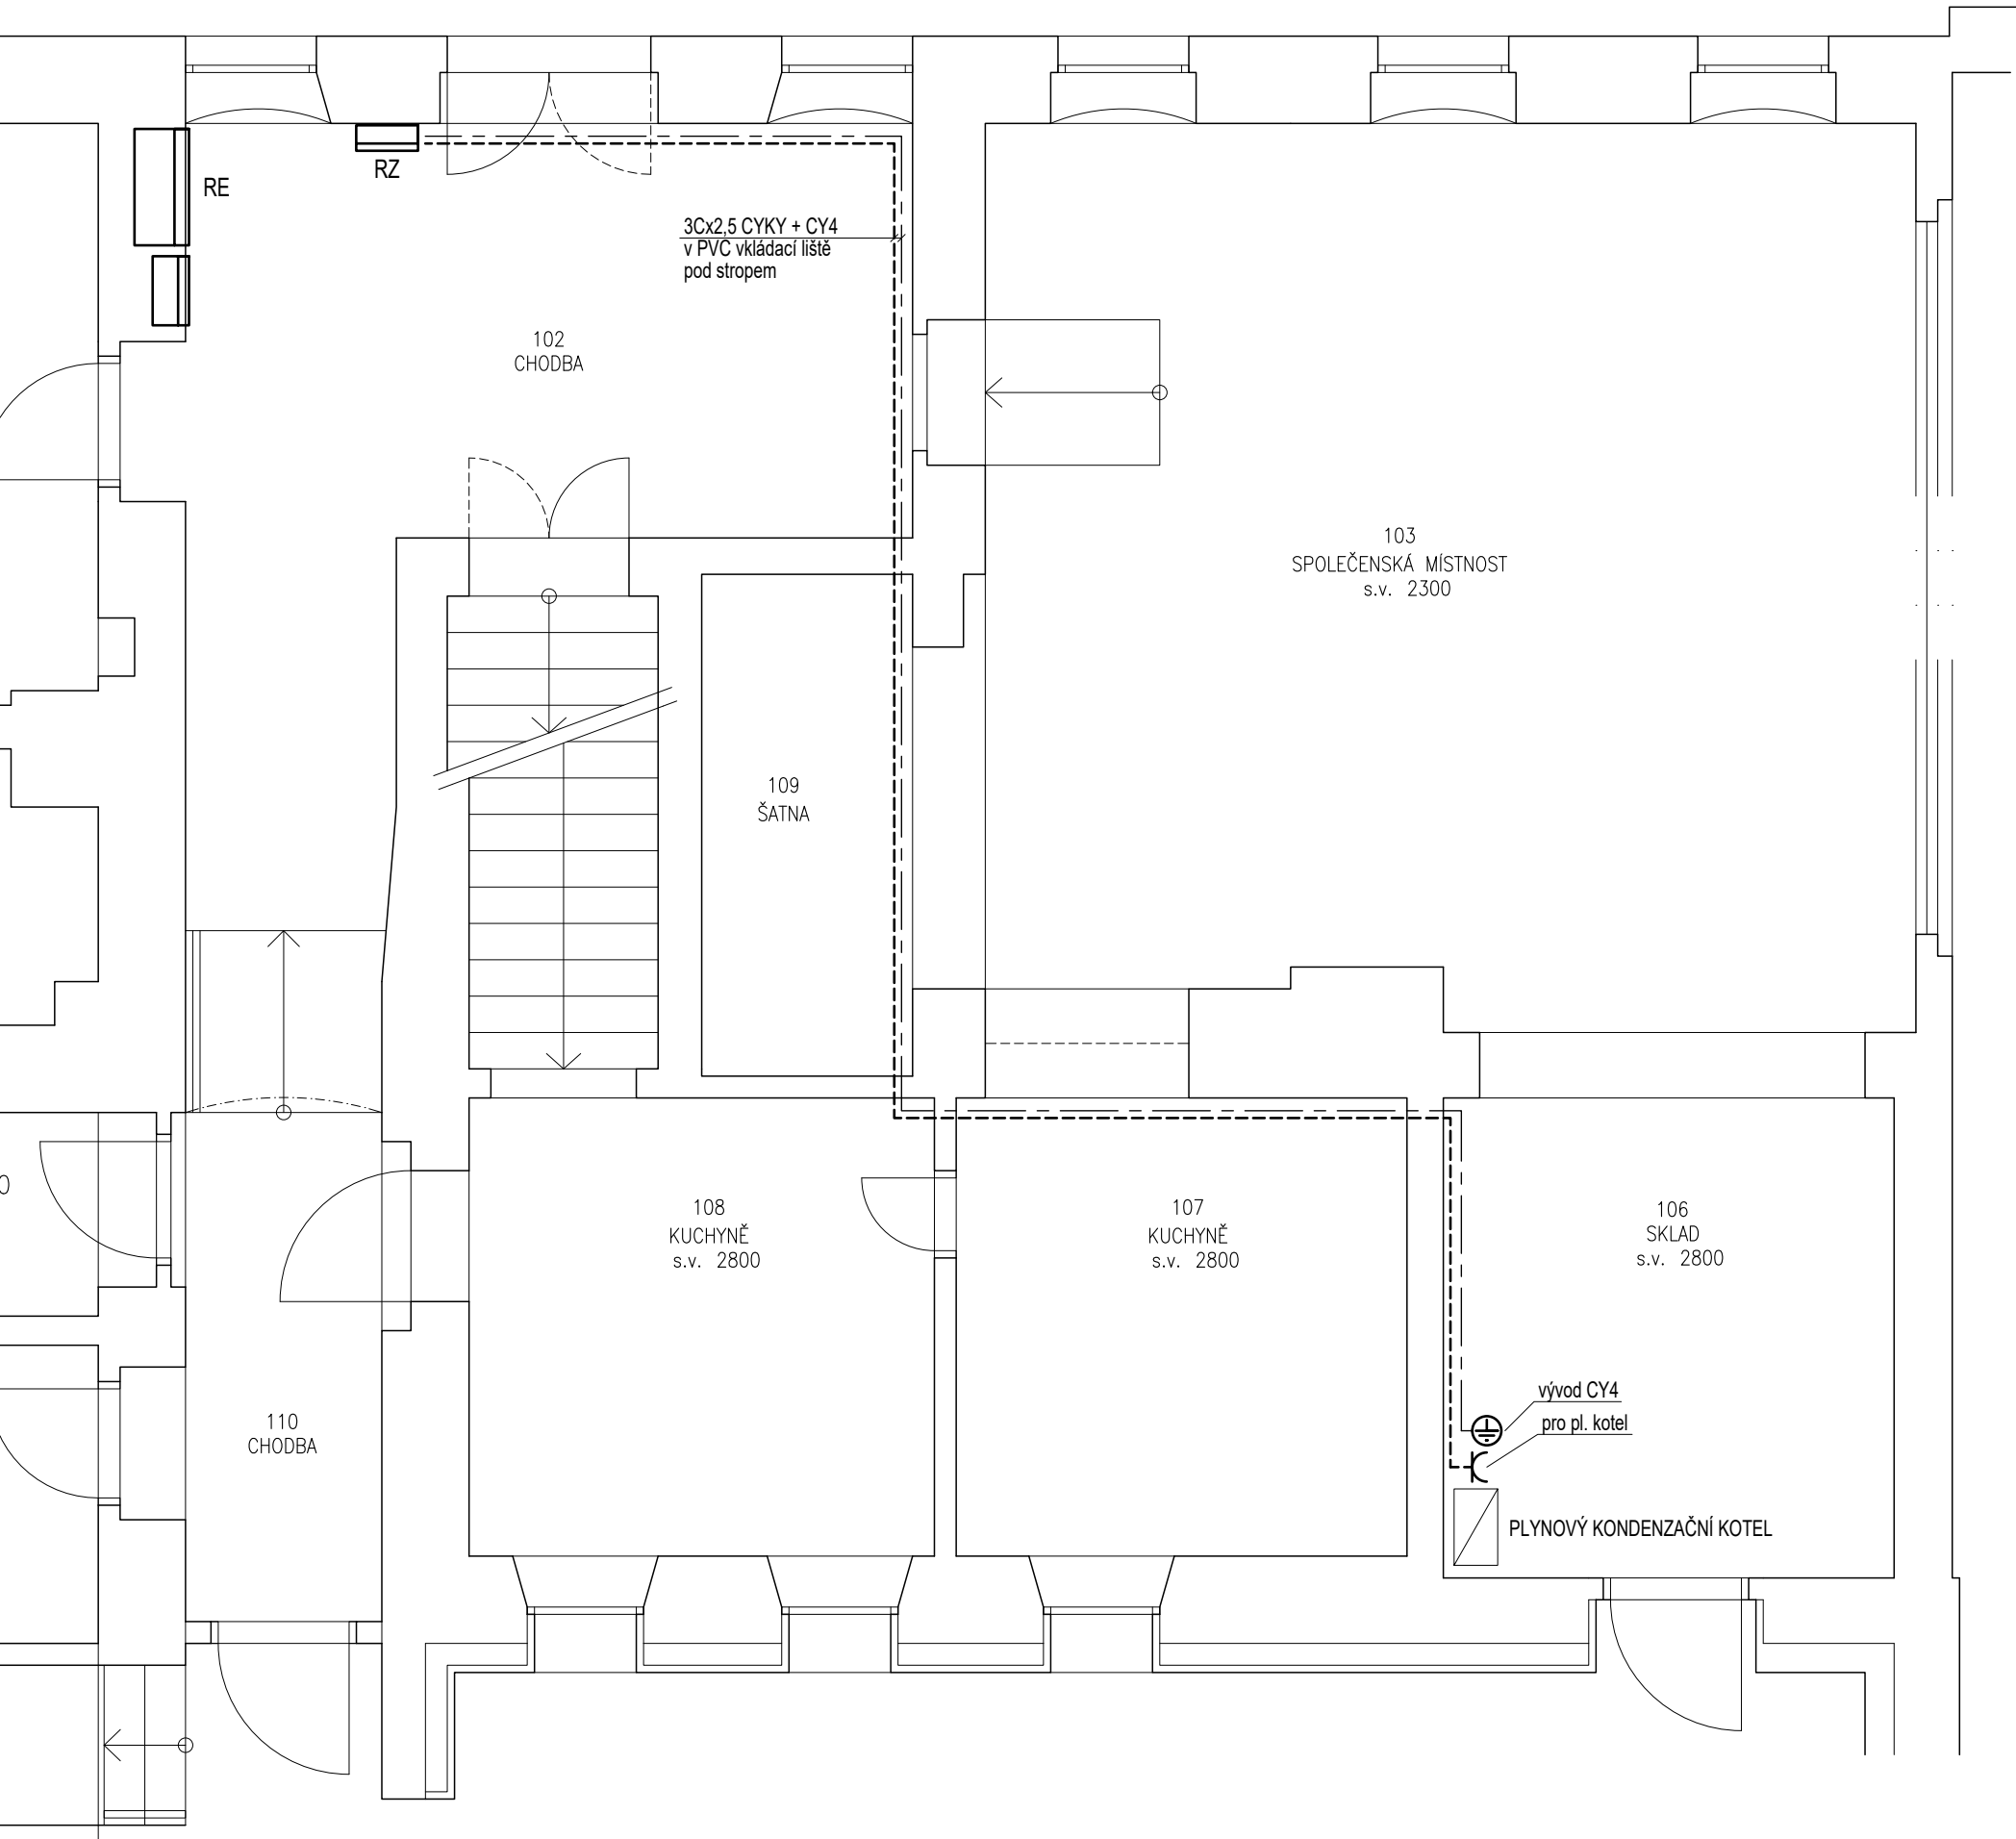 RZ
RE
3Cx2,5 CYKY + CY4
v PVC vkládací liště
pod stropem
102
CHODBA
103
SPOLEČENSKÁ MÍSTNOST
s.v. 2300
109
ŠATNA
108
KUCHYNĚ
s.v. 2800
107
KUCHYNĚ
s.v. 2800
106
SKLAD
s.v. 2800
vývod CY4
pro pl. kotel
110
CHODBA
PLYNOVÝ KONDENZAČNÍ KOTEL